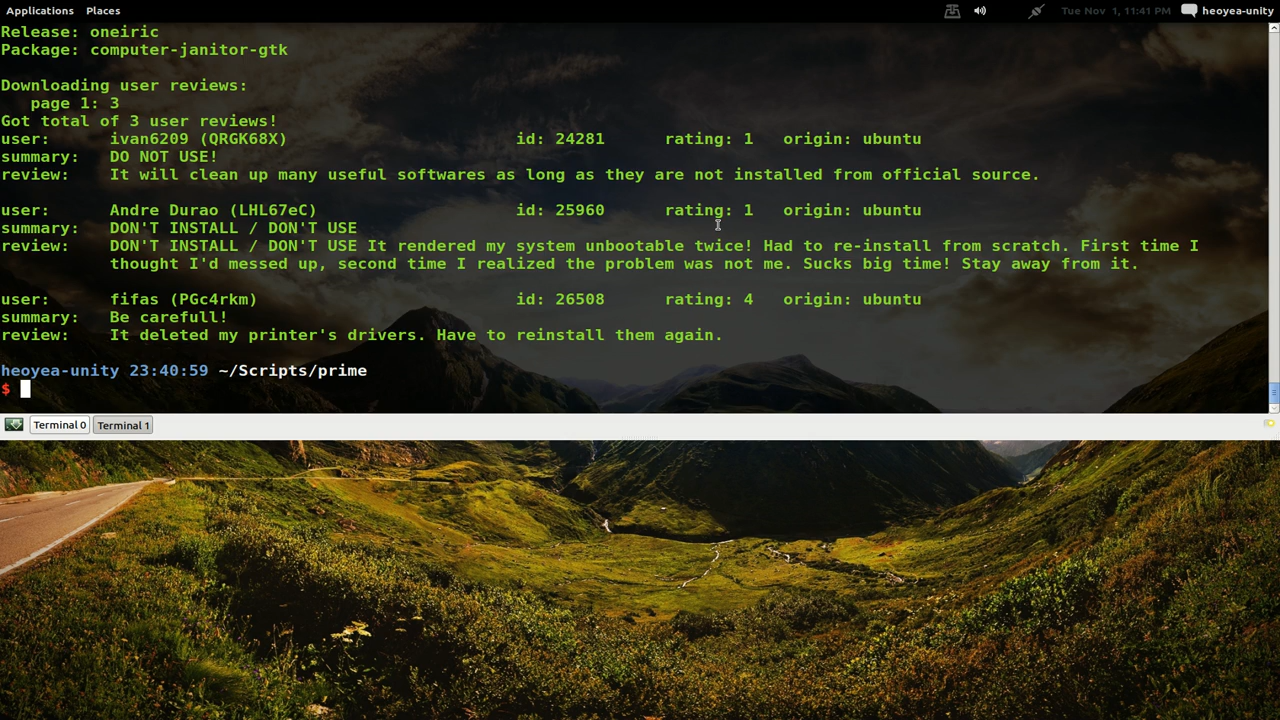 Applications Places Tue Nov 1, 11:41 PM heoyea-unity
Release: oneiric
Package: computer-janitor-gtk
Downloading user reviews:
page 1: 3
Got total of 3 user reviews!
user: ivan6209 (QRGK68X) id: 24281 rating: 1 origin: ubuntu
summary: DO NOT USE!
review: It will clean up many useful softwares as long as they are not installed from official source.
user: Andre Durao (LHL67eC) id: 25960 rating: 1 origin: ubuntu
summary: DON'T INSTALL / DON'T USE
review: DON'T INSTALL / DON'T USE It rendered my system unbootable twice! Had to re-install from scratch. First time I
thought I'd messed up, second time I realized the problem was not me. Sucks big time! Stay away from it.
user: fifas (PGc4rkm) id: 26508 rating: 4 origin: ubuntu
summary: Be carefull!
review: It deleted my printer's drivers. Have to reinstall them again.
heoyea-unity 23:40:59 ~/Scripts/prime
$
Terminal 0 Terminal 1